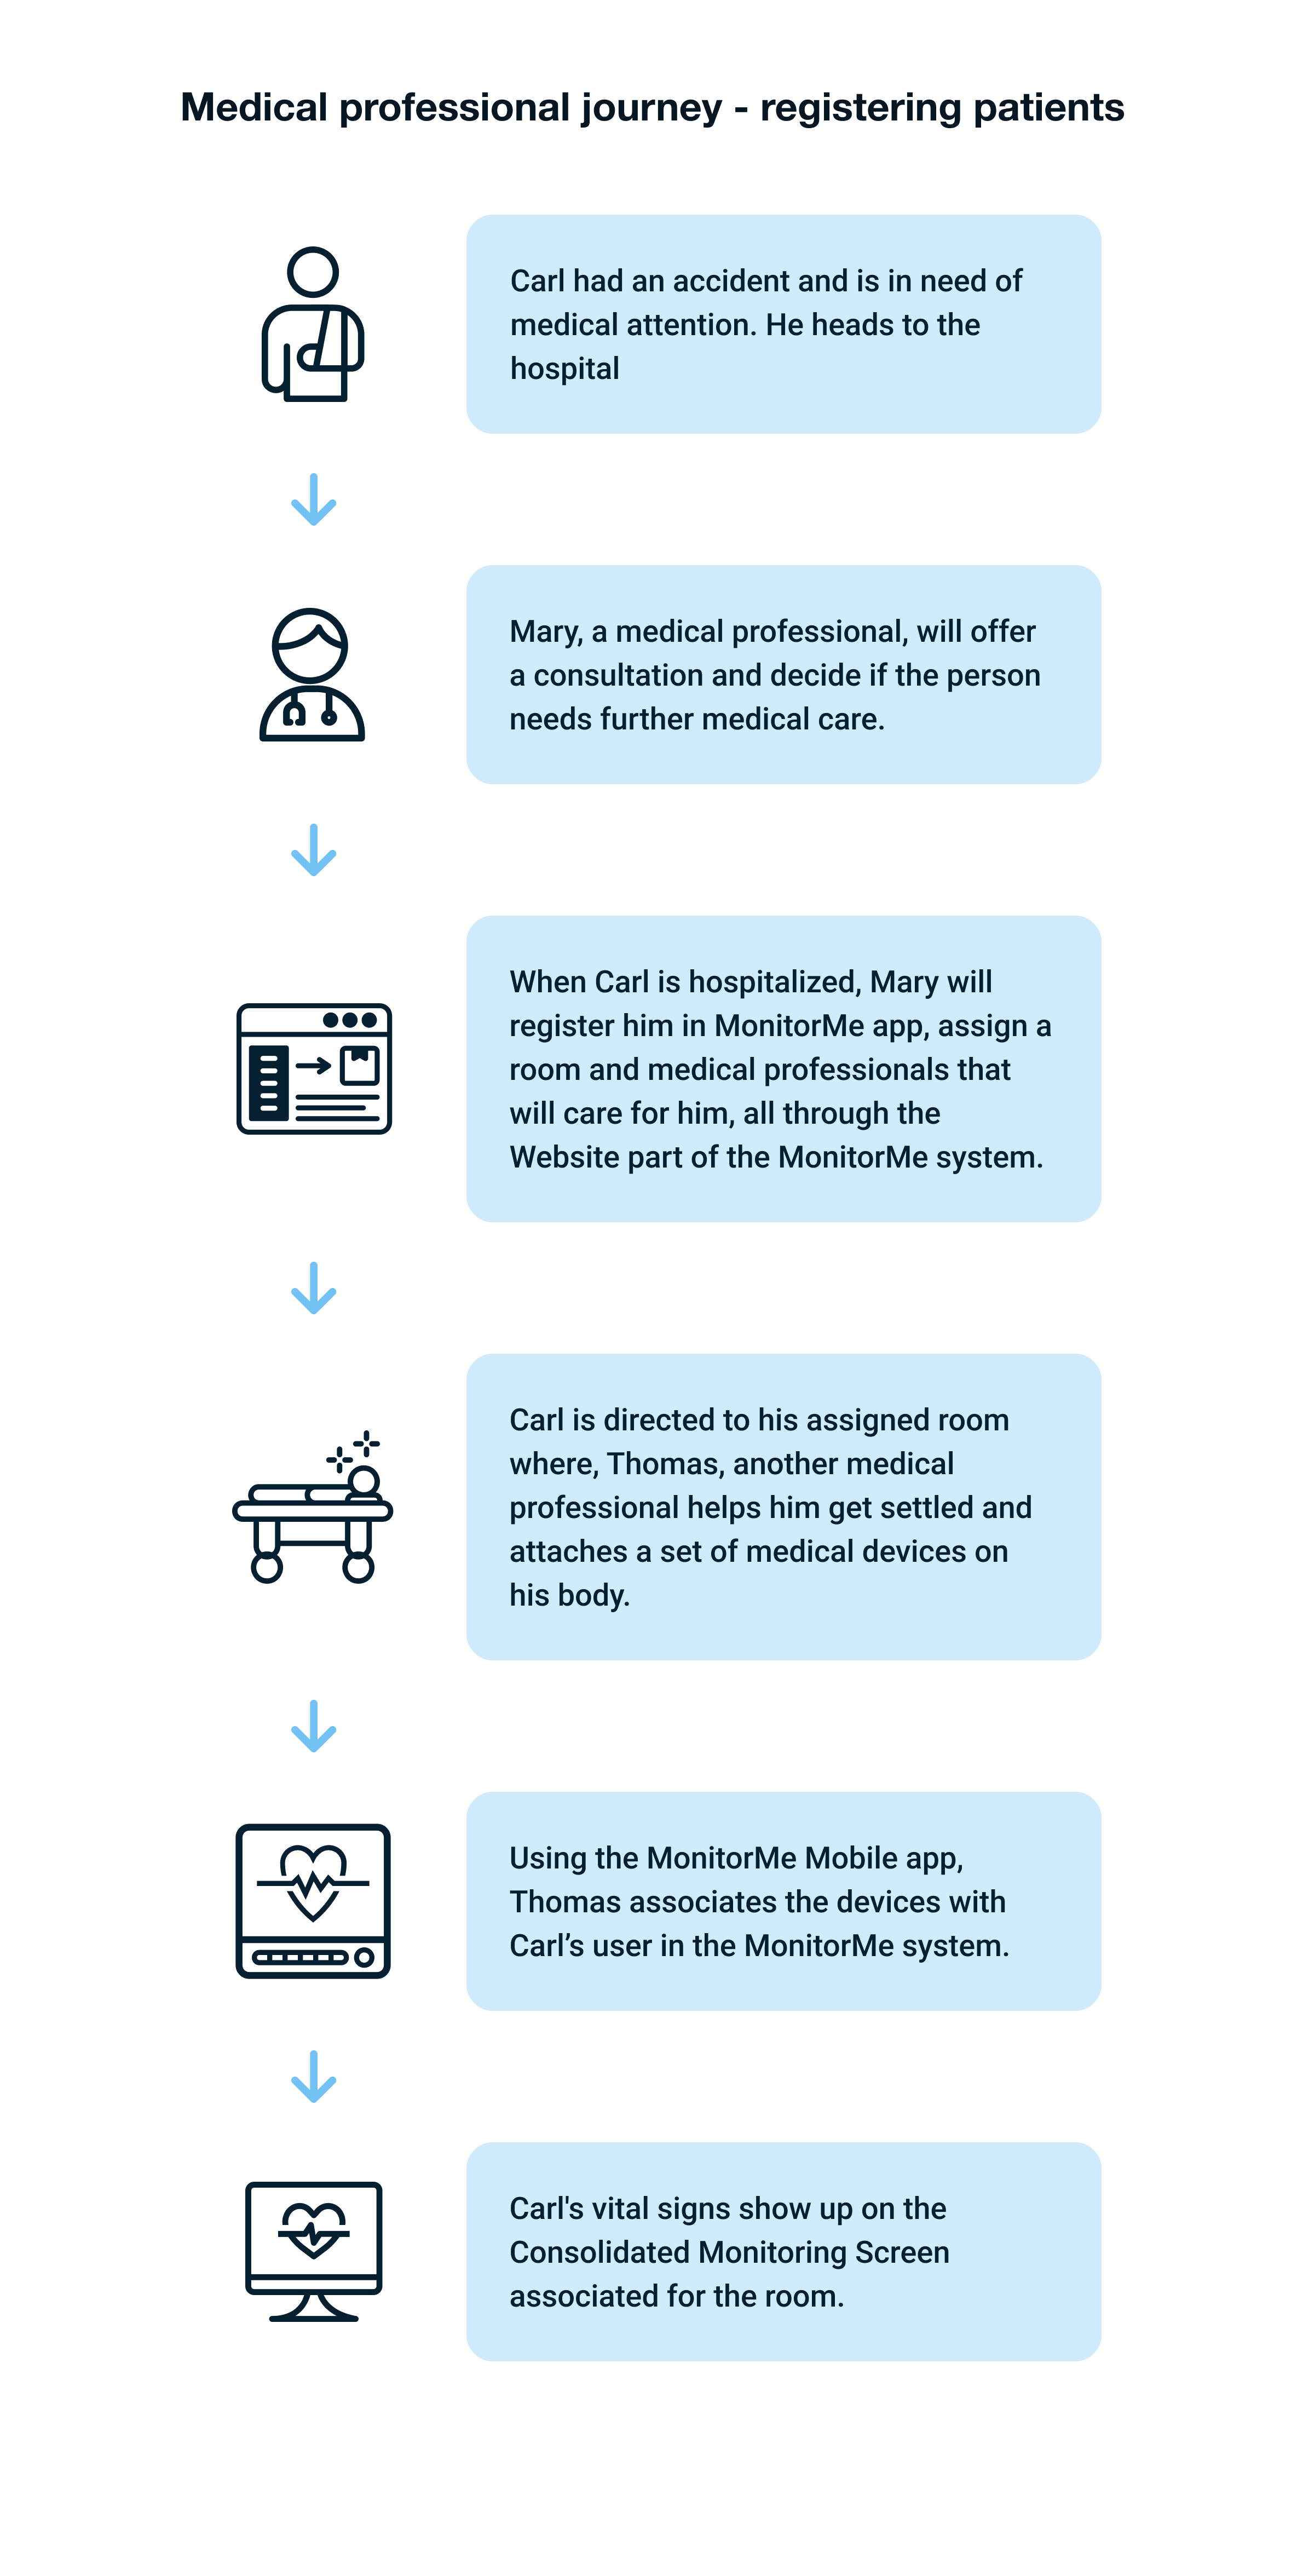 Medical professional journey - registering patients
Carl had an accident and is in need of
medical attention. He heads to the
hospital
Mary, a medical professional, will offer
a consultation and decide if the person
needs further medical care.
When Carl is hospitalized, Mary will
register him in MonitorMe app, assign a
room and medical professionals that
will care for him, all through the
Website part of the MonitorMe system.
Carl is directed to his assigned room
where, Thomas, another medical
professional helps him get settled and
attaches a set of medical devices on
his body.
Using the MonitorMe Mobile app,
Thomas associates the devices with
Carl’s user in the MonitorMe system.
Carl's vital signs show up on the
Consolidated Monitoring Screen
associated for the room.